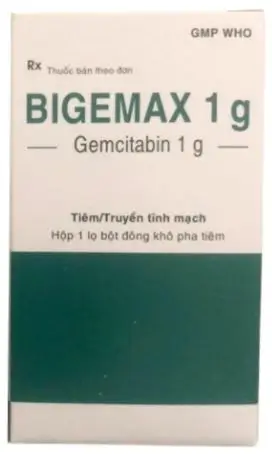 GMP WHO
Rx Thuốc bán theo đơn
BIGEMAX 1 g
Gemcitabin 1 g
Tiêm/Truyền tĩnh mạch
Hộp 1 lọ bột đông khô pha tiêm